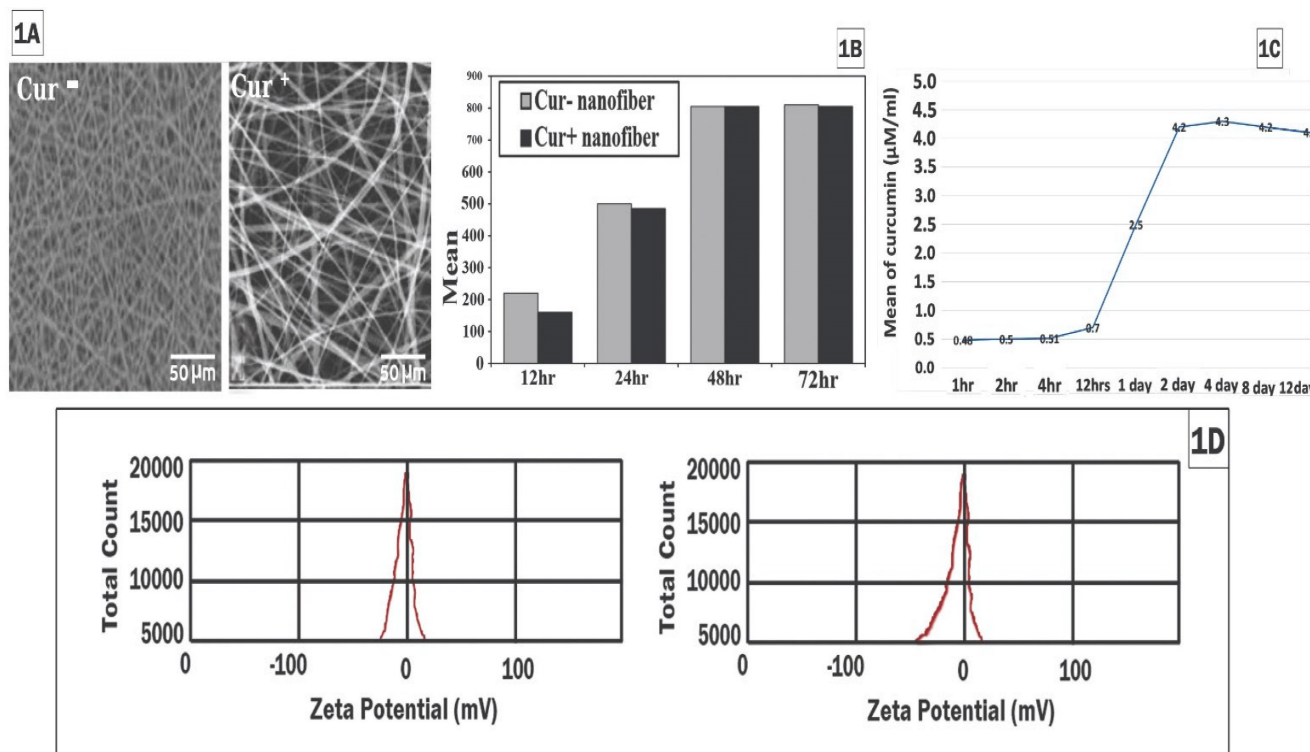 1A
Cur -
50 µm
Cur +
50 µm
1B
900
800
700
600
500
400
300
200
100
0
Mean
Cur- nanofiber
Cur+ nanofiber
12hr
24hr
48hr
72hr
1C
5.0
4.5
4.0
3.5
3.0
2.5
2.0
1.5
1.0
0.5
0.0
Mean of curcumin (µM/ml)
0.48
0.5
0.51
0.7
2.5
4.2
4.3
4.2
1hr
2hr
4hr
12hrs
1 day
2 day
4 day
8 day
12day
1D
20000
15000
10000
5000
Total Count
0
-100
0
100
Zeta Potential (mV)
20000
15000
10000
5000
Total Count
0
-100
0
100
Zeta Potential (mV)